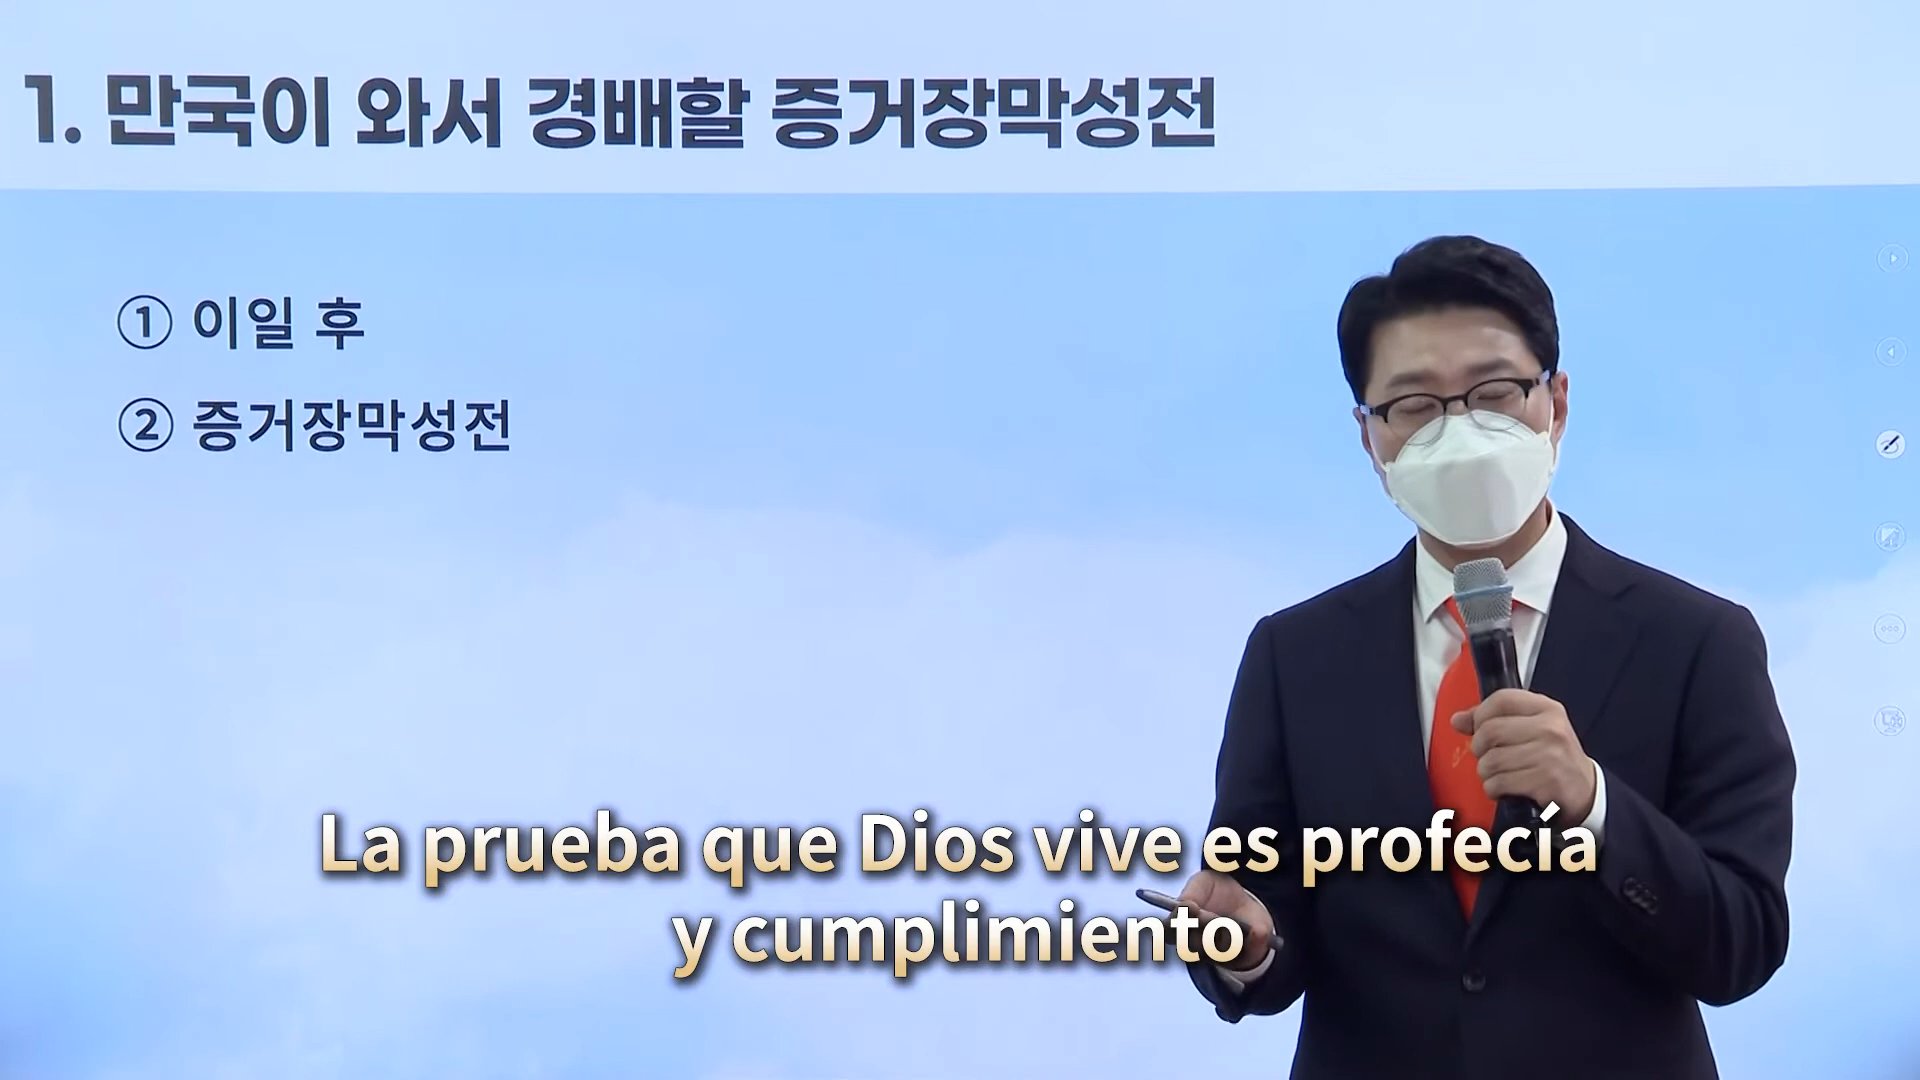 1. 만국이 와서 경배할 증거장막성전
① 이일 후
② 증거장막성전
La prueba que Dios vive es profecía
y cumplimiento